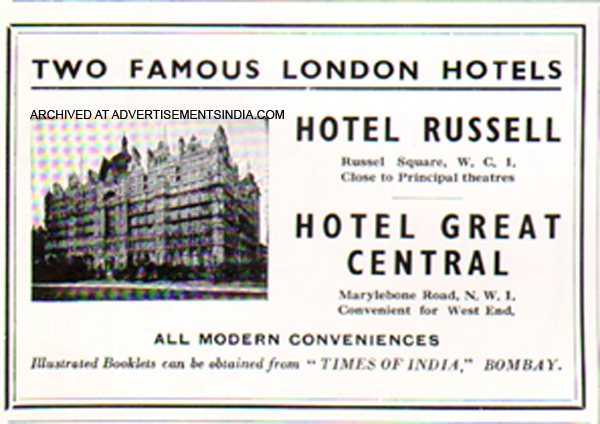 TWO FAMOUS LONDON HOTELS
ARCHIVED AT ADVERTISEMENTSINDIA.COM
HOTEL RUSSELL
Russel Square, W. C. 1.
Close to Principal theatres
HOTEL GREAT
CENTRAL
Marylebone Road, N. W. 1.
Convenient for West End,
ALL MODERN CONVENIENCES
Illustrated Booklets can be obtained from "TIMES OF INDIA," BOMBAY.